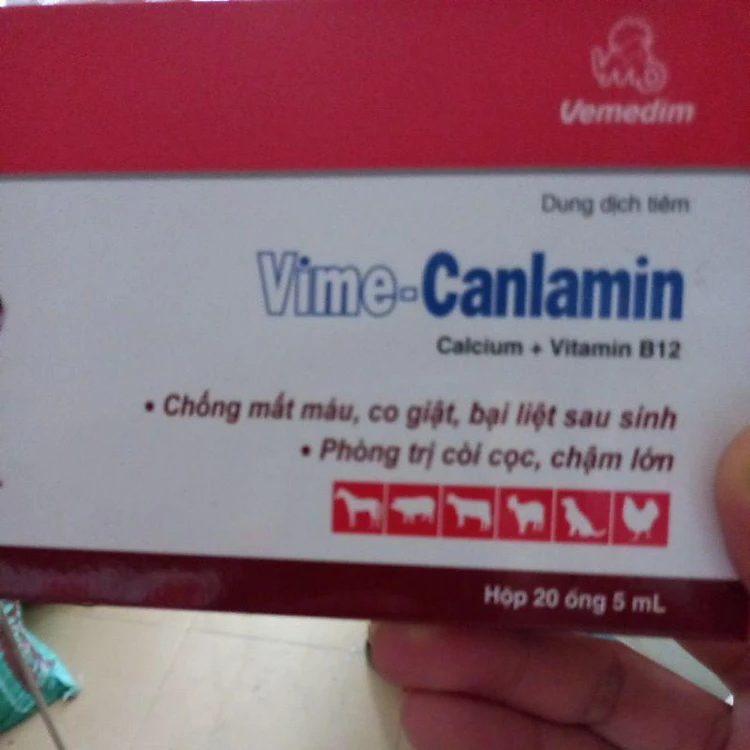 Vemedim
Dung dịch tiêm
Vime-Canlamin
Calcium + Vitamin B12
• Chống mất máu, co giật, bại liệt sau sinh
• Phòng trị còi cọc, chậm lớn
Hộp 20 ống 5 mL